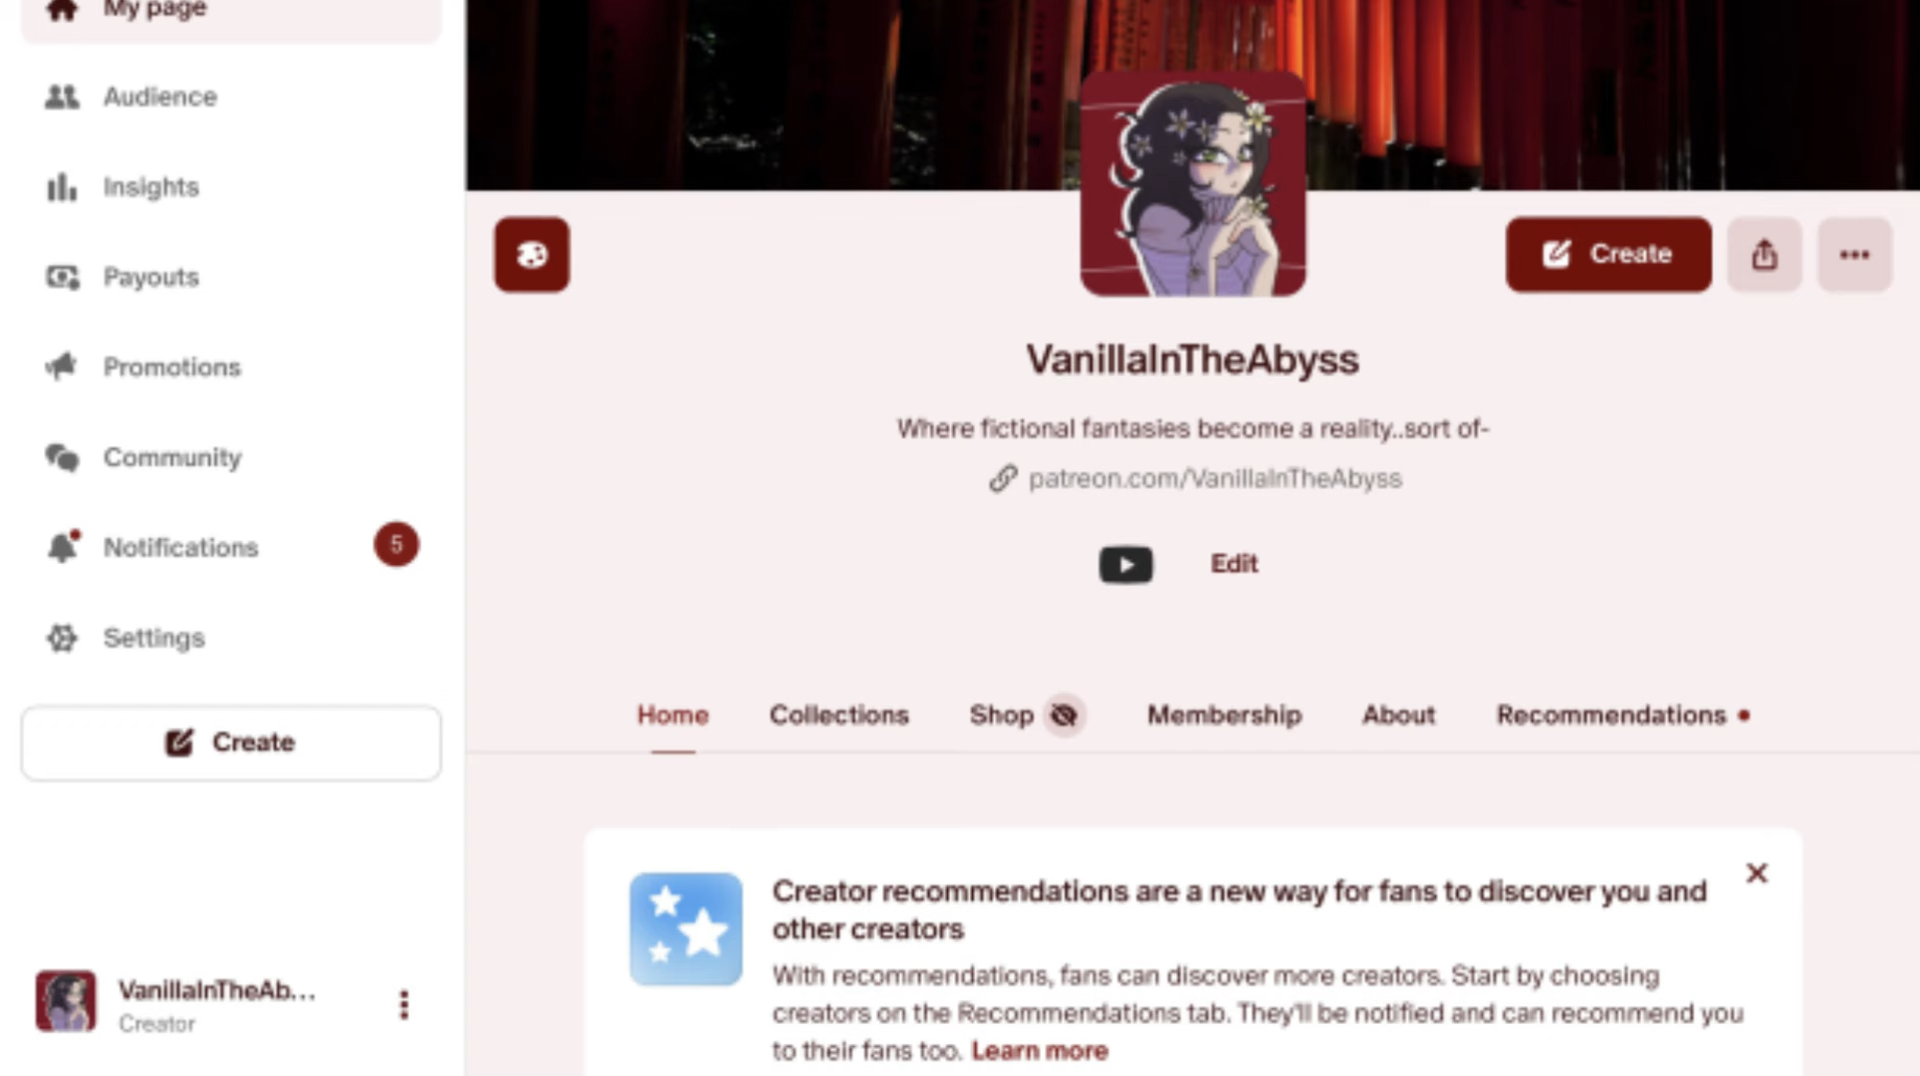 My page
Audience
Insights
Payouts
Promotions
Community
Notifications
5
Settings
Create
VanillaInTheAb...
Creator
Create
VanillaInTheAbyss
Where fictional fantasies become a reality..sort of-
patreon.com/VanillaInTheAbyss
Edit
Home
Collections
Shop
Membership
About
Recommendations
Creator recommendations are a new way for fans to discover you and
other creators
With recommendations, fans can discover more creators. Start by choosing
creators on the Recommendations tab. They'll be notified and can recommend you
to their fans too. Learn more